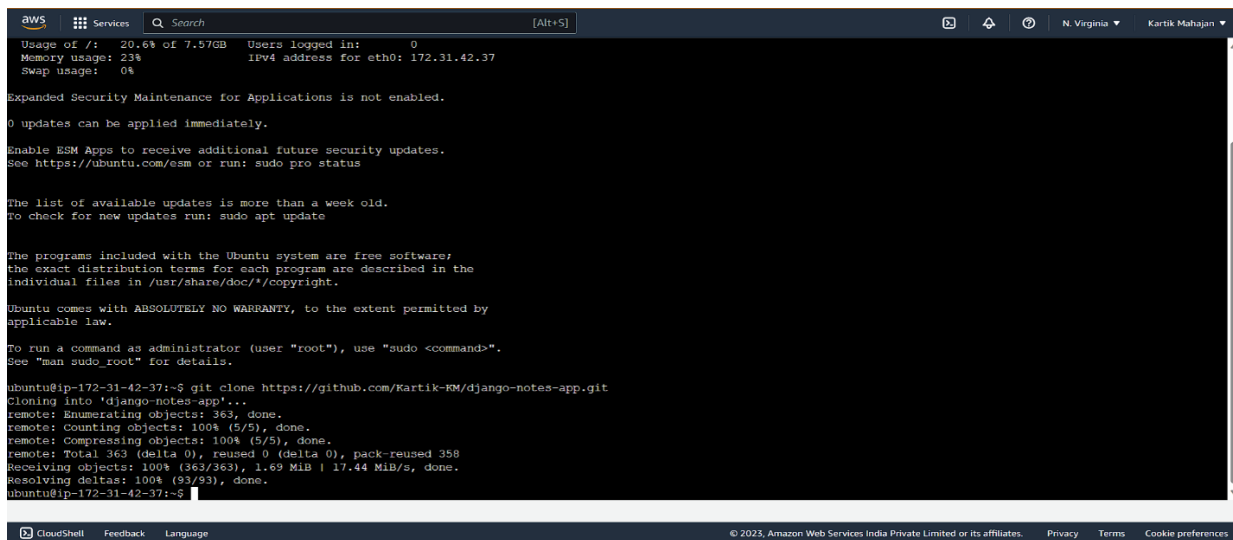 aws Services Search [Alt+S] N. Virginia ▼ Kartik Mahajan ▼
Usage of /: 20.6% of 7.57GB Users logged in: 0
Memory usage: 23% IPv4 address for eth0: 172.31.42.37
Swap usage: 0%
Expanded Security Maintenance for Applications is not enabled.
0 updates can be applied immediately.
Enable ESM Apps to receive additional future security updates.
See https://ubuntu.com/esm or run: sudo pro status
The list of available updates is more than a week old.
To check for new updates run: sudo apt update
The programs included with the Ubuntu system are free software;
the exact distribution terms for each program are described in the
individual files in /usr/share/doc/*/copyright.
Ubuntu comes with ABSOLUTELY NO WARRANTY, to the extent permitted by
applicable law.
To run a command as administrator (user "root"), use "sudo <command>".
See "man sudo_root" for details.
ubuntu@ip-172-31-42-37:~$ git clone https://github.com/Kartik-KM/django-notes-app.git
Cloning into 'django-notes-app'...
remote: Enumerating objects: 363, done.
remote: Counting objects: 100% (5/5), done.
remote: Compressing objects: 100% (5/5), done.
remote: Total 363 (delta 0), reused 0 (delta 0), pack-reused 358
Receiving objects: 100% (363/363), 1.69 MiB | 17.44 MiB/s, done.
Resolving deltas: 100% (93/93), done.
ubuntu@ip-172-31-42-37:~$
CloudShell Feedback Language © 2023, Amazon Web Services India Private Limited or its affiliates. Privacy Terms Cookie preferences